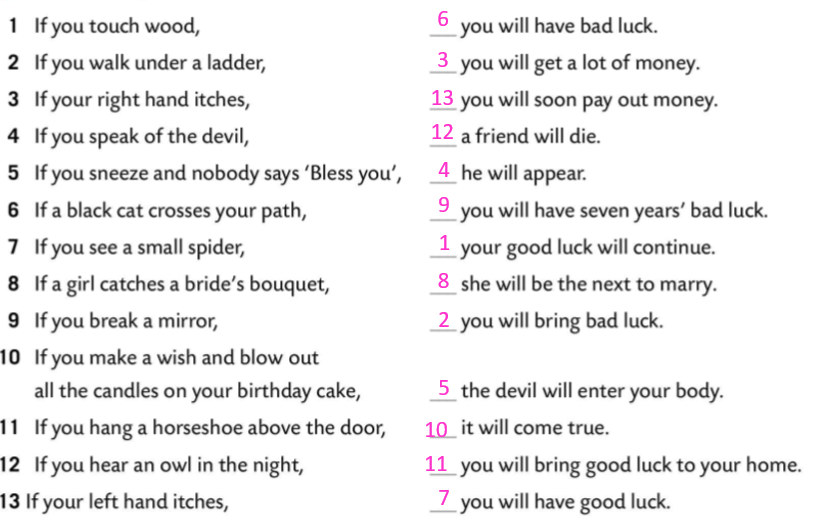 1 If you touch wood, 6 you will have bad luck.
2 If you walk under a ladder, 3 you will get a lot of money.
3 If your right hand itches, 13 you will soon pay out money.
4 If you speak of the devil, 12 a friend will die.
5 If you sneeze and nobody says ‘Bless you’, 4 he will appear.
6 If a black cat crosses your path, 9 you will have seven years’ bad luck.
7 If you see a small spider, 1 your good luck will continue.
8 If a girl catches a bride’s bouquet, 8 she will be the next to marry.
9 If you break a mirror, 2 you will bring bad luck.
10 If you make a wish and blow out
all the candles on your birthday cake, 5 the devil will enter your body.
11 If you hang a horseshoe above the door, 10 it will come true.
12 If you hear an owl in the night, 11 you will bring good luck to your home.
13 If your left hand itches, 7 you will have good luck.